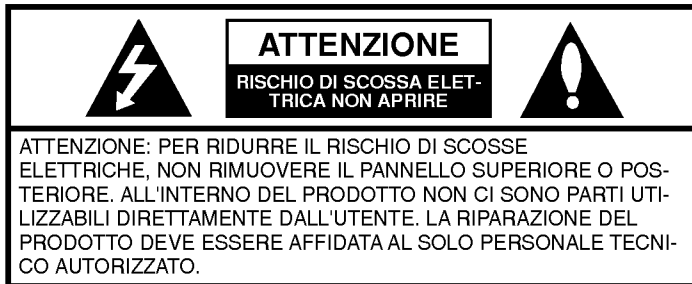 ATTENZIONE
RISCHIO DI SCOSSA ELET-
TRICA NON APRIRE
ATTENZIONE: PER RIDURRE IL RISCHIO DI SCOSSE
ELETTRICHE, NON RIMUOVERE IL PANNELLO SUPERIORE O POS-
TERIORE. ALL'INTERNO DEL PRODOTTO NON CI SONO PARTI UTI-
LIZZABILI DIRETTAMENTE DALL'UTENTE. LA RIPARAZIONE DEL
PRODOTTO DEVE ESSERE AFFIDATA AL SOLO PERSONALE TECNI-
CO AUTORIZZATO.